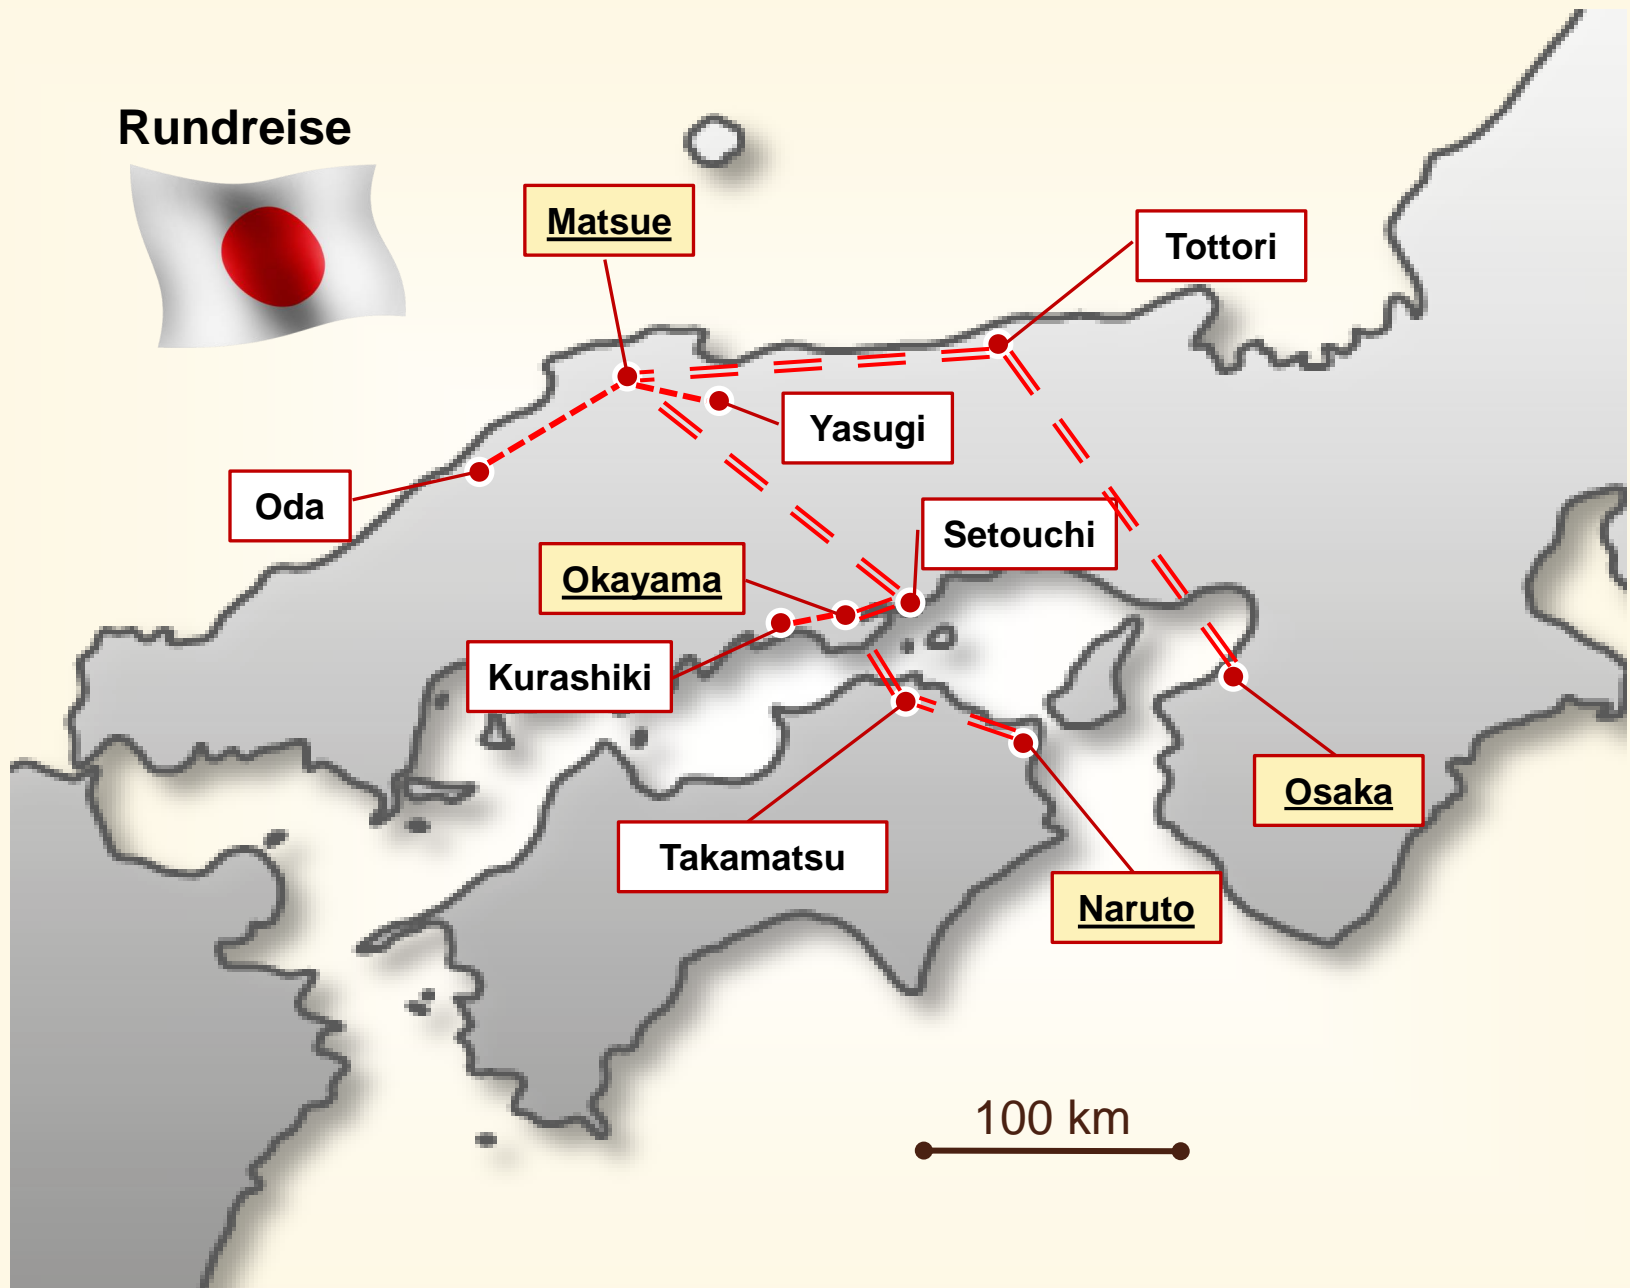 Rundreise
Matsue
Tottori
Yasugi
Oda
Setouchi
Okayama
Kurashiki
Osaka
Takamatsu
Naruto
100 km